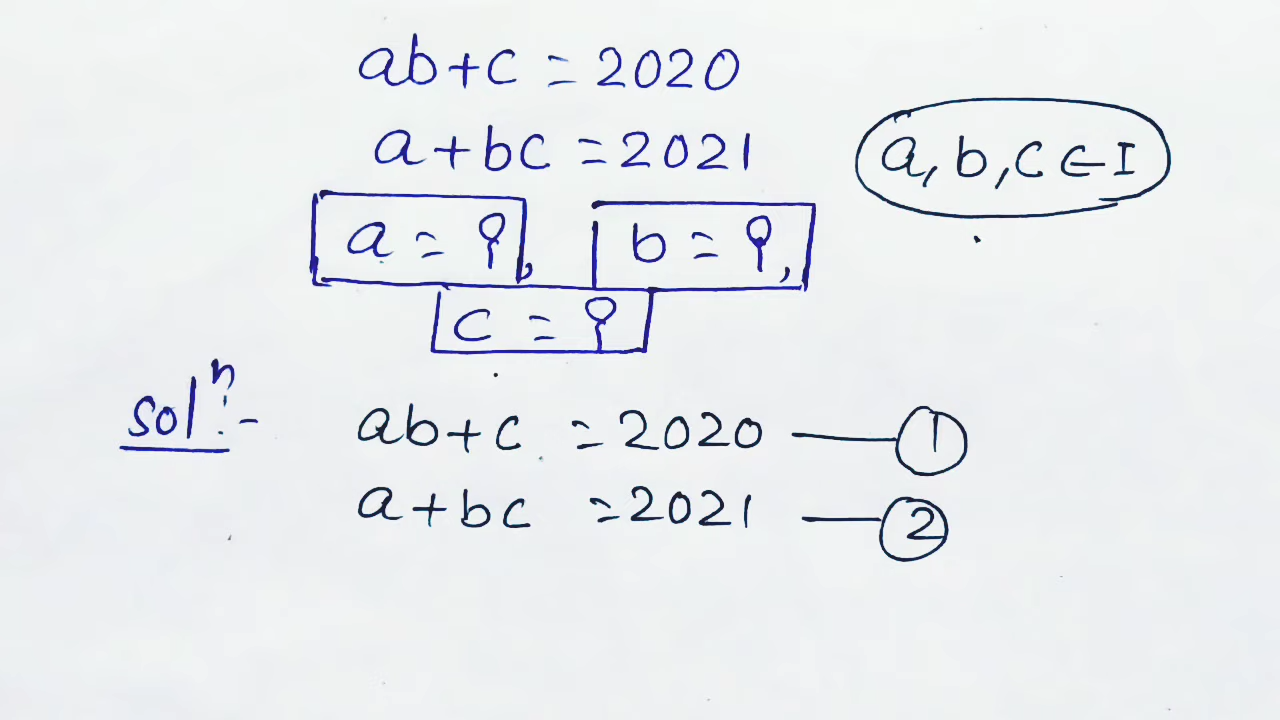 ab+c = 2020
a+bc = 2021
a, b, c ∈ I
a = ?, b = ?,
c = ?
solⁿ:- ab+c = 2020 — ①
a+bc = 2021 — ②